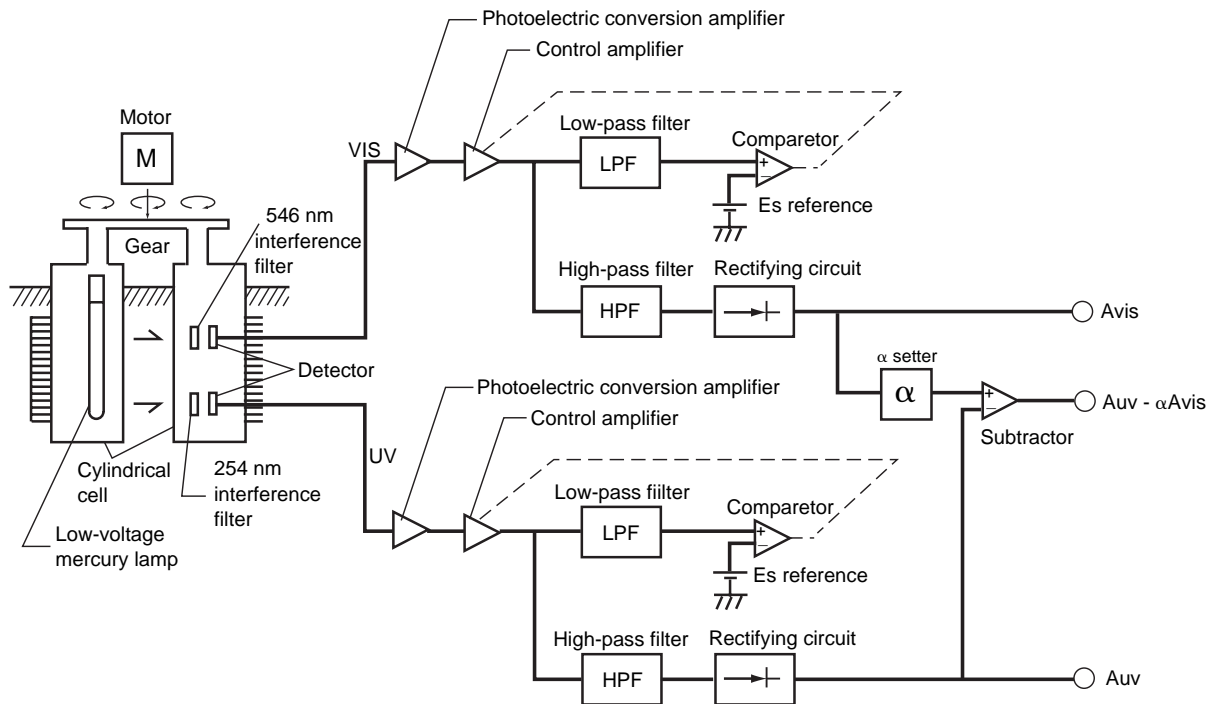 Photoelectric conversion amplifier
Control amplifier
Motor
M
VIS
Low-pass filter
LPF
Comparetor
+
−
Es reference
546 nm
interference
filter
Gear
High-pass filter
HPF
Rectifying circuit
Avis
Detector
α setter
α
+
−
Auv - αAvis
Subtractor
Photoelectric conversion amplifier
Control amplifier
UV
Cylindrical
cell
254 nm
interference
filter
Low-voltage
mercury lamp
Low-pass fiilter
LPF
Comparetor
+
−
Es reference
High-pass filter
HPF
Rectifying circuit
Auv